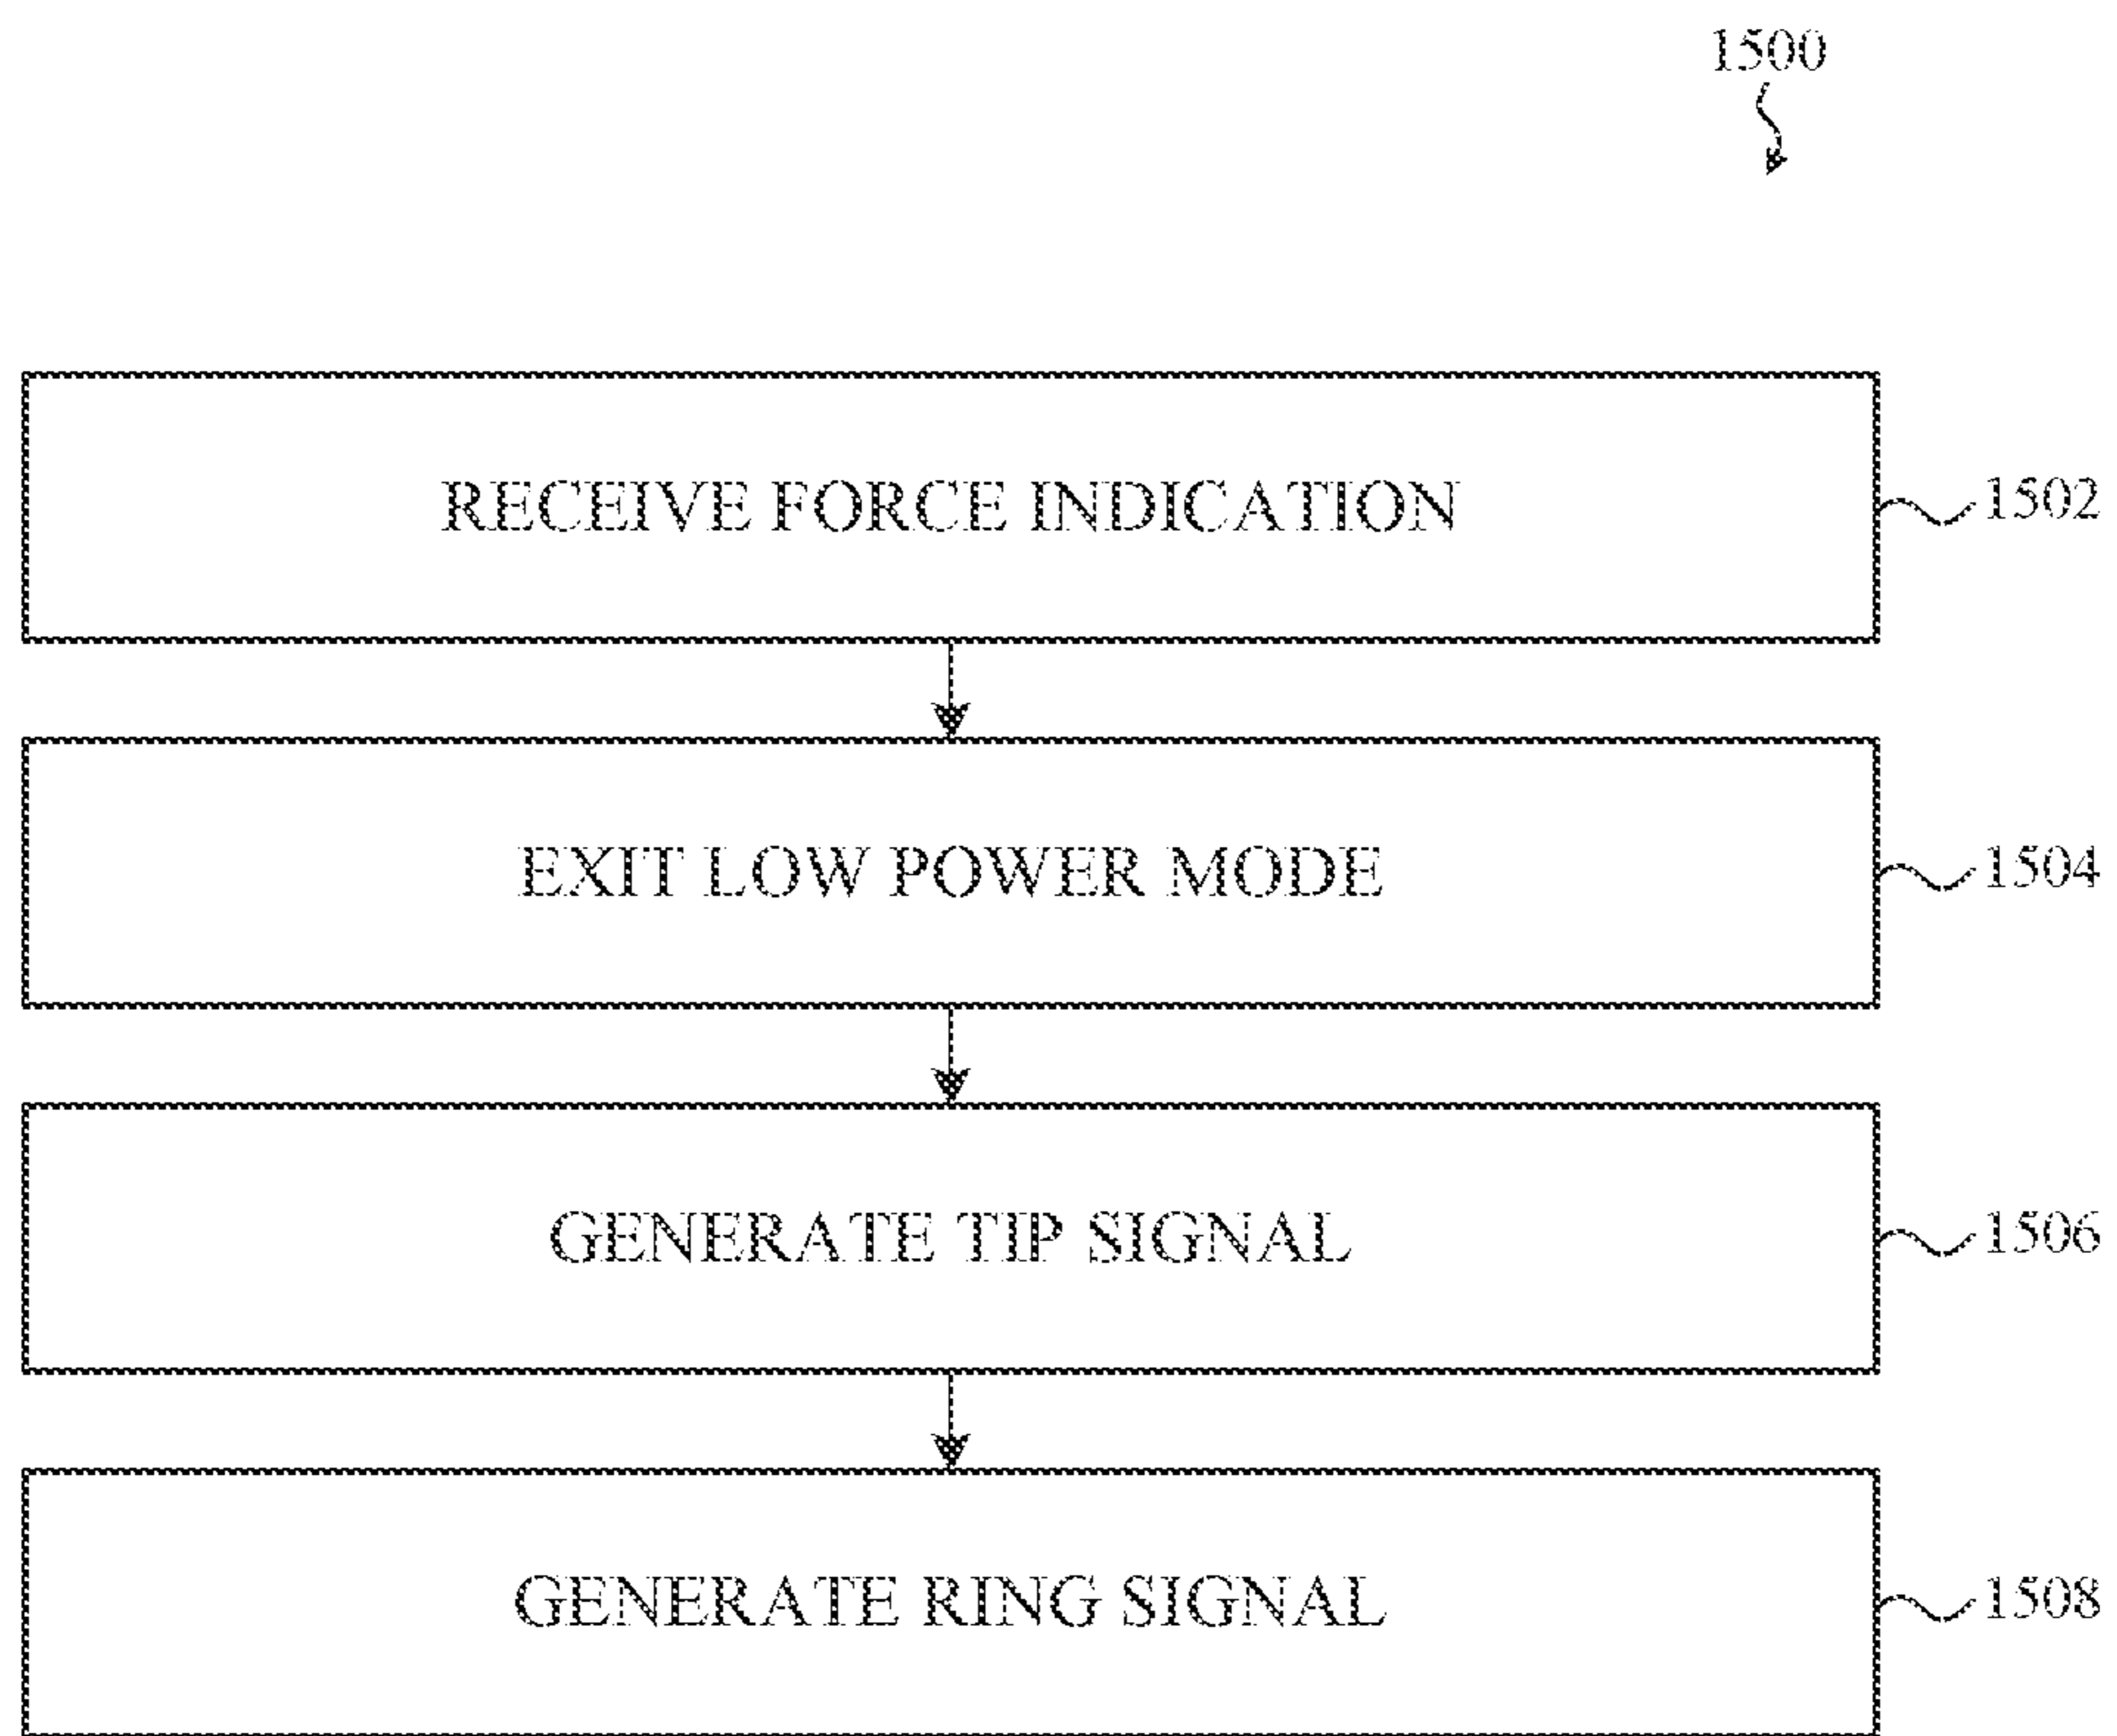 1500
RECEIVE FORCE INDICATION
1502
EXIT LOW POWER MODE
1504
GENERATE TIP SIGNAL
1506
GENERATE RING SIGNAL
1508